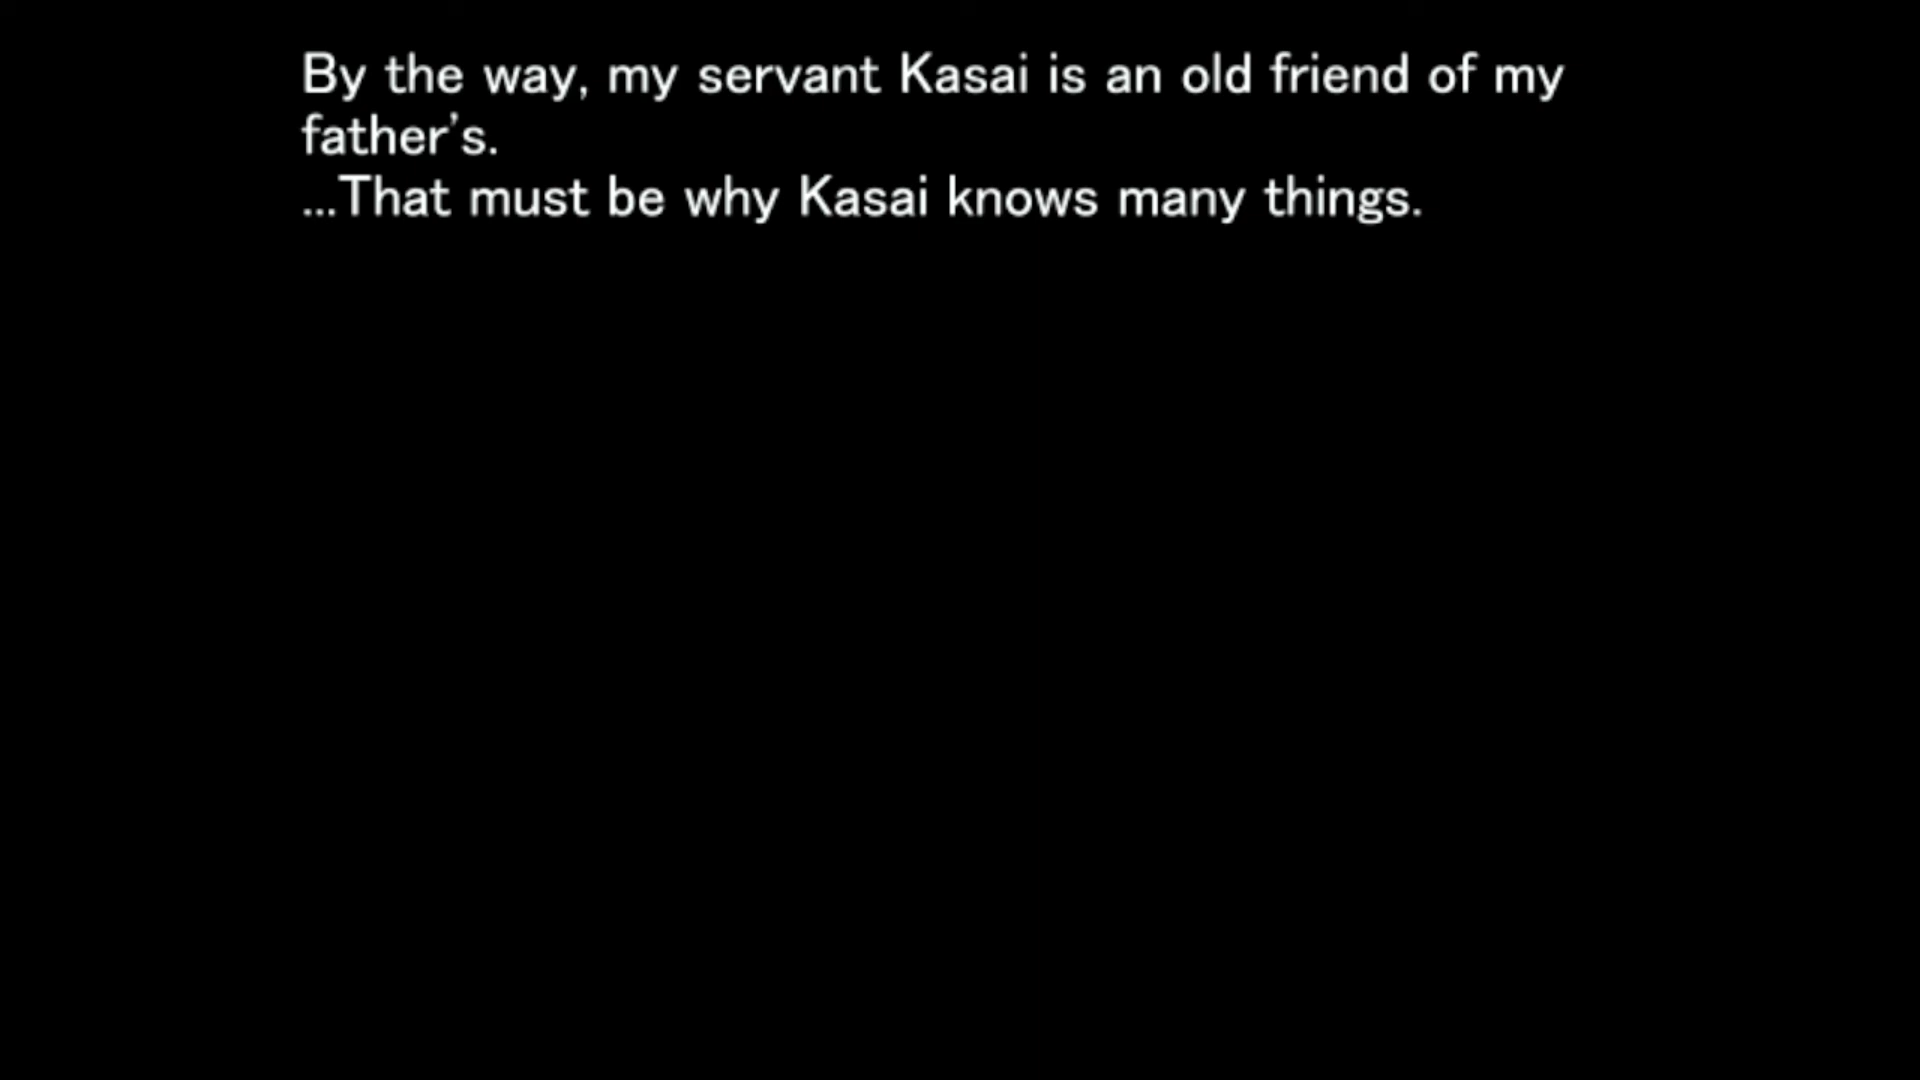 By the way, my servant Kasai is an old friend of my
father's.
...That must be why Kasai knows many things.